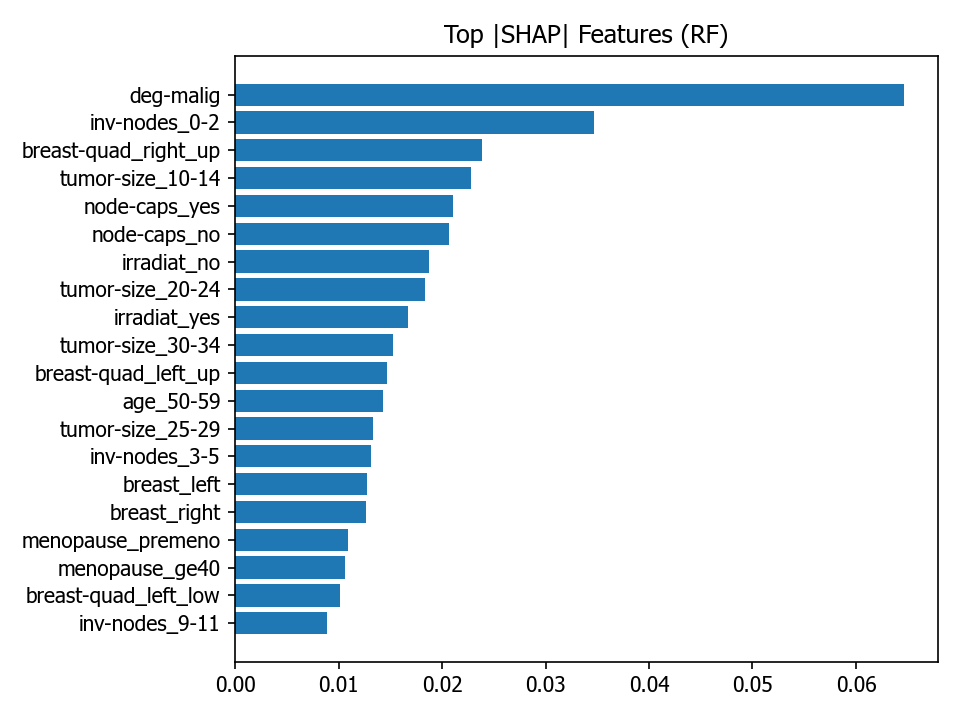 Top |SHAP| Features (RF)
deg-malig
inv-nodes_0-2
breast-quad_right_up
tumor-size_10-14
node-caps_yes
node-caps_no
irradiat_no
tumor-size_20-24
irradiat_yes
tumor-size_30-34
breast-quad_left_up
age_50-59
tumor-size_25-29
inv-nodes_3-5
breast_left
breast_right
menopause_premeno
menopause_ge40
breast-quad_left_low
inv-nodes_9-11
0.00 0.01 0.02 0.03 0.04 0.05 0.06